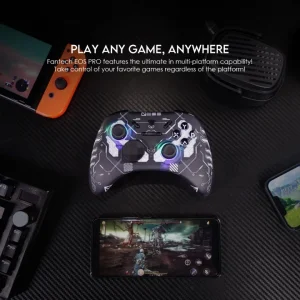 PLAY ANY GAME, ANYWHERE
Fantech EOS PRO features the ultimate in multi-platform capability!
Take control of your favorite games regardless of the platform!